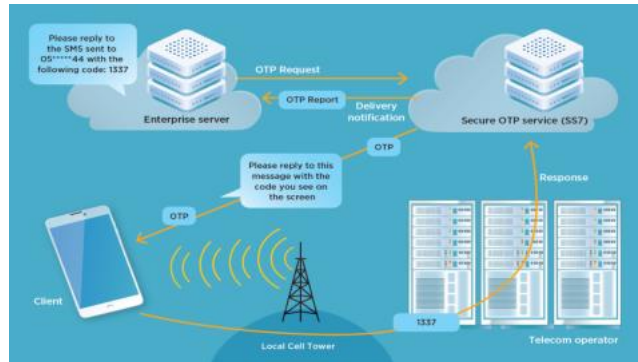 Please reply to
the SMS sent to
05*****44 with the
following code: 1337
Enterprise server
OTP Request
OTP Report
Delivery
notification
Secure OTP service (SS7)
OTP
Please reply to this
message with the
code you see on
the screen
OTP
Response
Client
1337
Local Cell Tower
Telecom operator